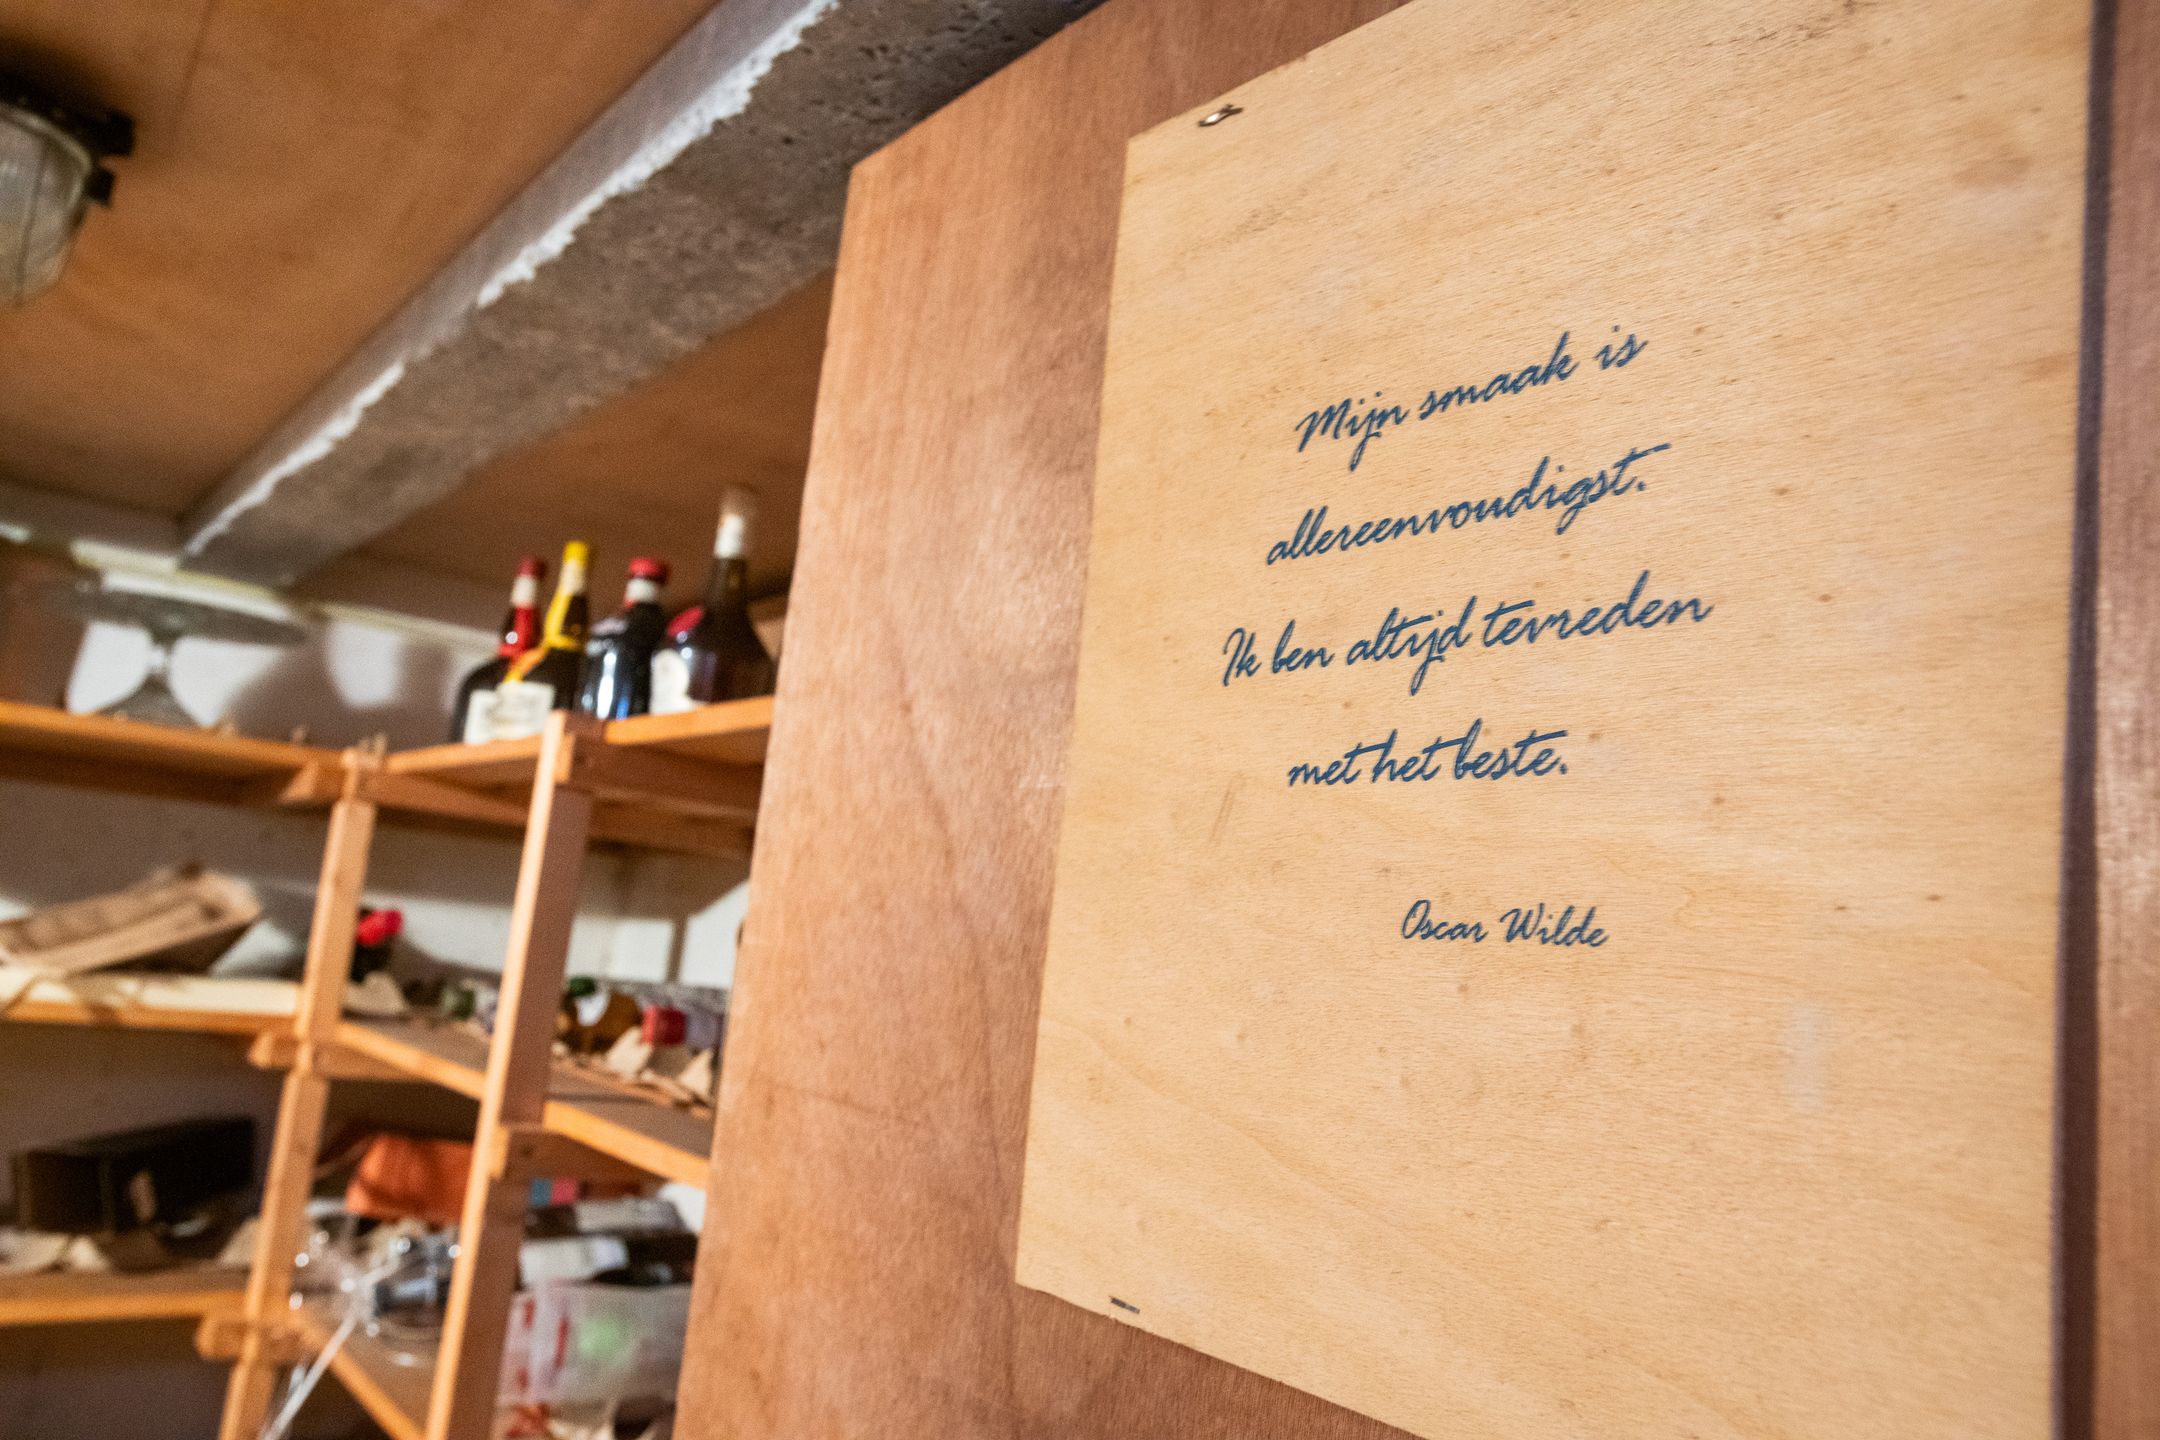 Mijn smaak is
allereenvoudigst.
Ik ben altijd tevreden
met het beste.
Oscar Wilde